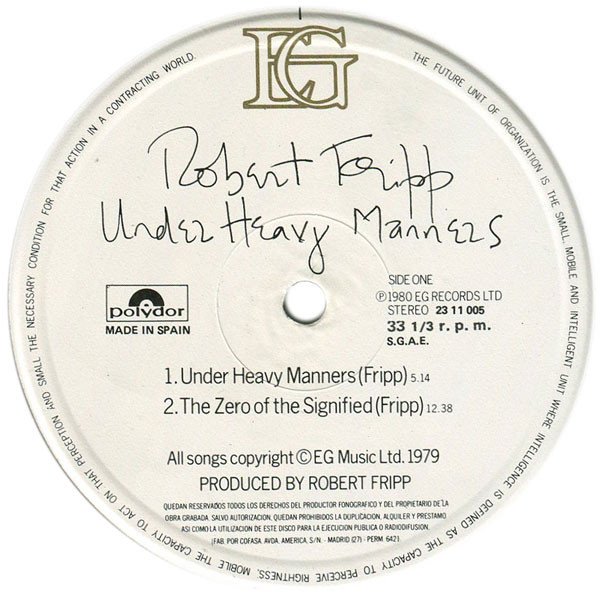 EG
Robert Fripp
Under Heavy Manners
SIDE ONE
Ⓟ1980 EG RECORDS LTD
STEREO 23 11 005
33 1/3 r. p. m.
S.G.A.E.
polydor
MADE IN SPAIN
1. Under Heavy Manners (Fripp) 5.14
2. The Zero of the Signified (Fripp) 12.38
All songs copyright ©EG Music Ltd. 1979
PRODUCED BY ROBERT FRIPP
QUEDAN RESERVADOS TODOS LOS DERECHOS DEL PRODUCTOR FONOGRAFICO Y DEL PROPIETARIO DE LA
OBRA GRABADA. SALVO AUTORIZACION, QUEDAN PROHIBIDOS LA DUPLICACION, ALQUILER Y PRESTAMO
ASI COMO LA UTILIZACION DE ESTE DISCO PARA LA EJECUCION PUBLICA O RADIODIFUSION.
(FAB. POR COFASA. AVDA. AMERICA, S/N. - MADRID (27) - PERM 642).
THE FUTURE UNIT OF ORGANIZATION IS THE SMALL, MOBILE AND INTELLIGENT UNIT WHERE INTELLIGENCE IS DEFINED AS THE CAPACITY TO PERCEIVE RIGHTNESS, MOBILE THE CAPACITY TO ACT ON THAT PERCEPTION AND SMALL THE NECESSARY CONDITION FOR THAT ACTION IN A CONTRACTING WORLD.